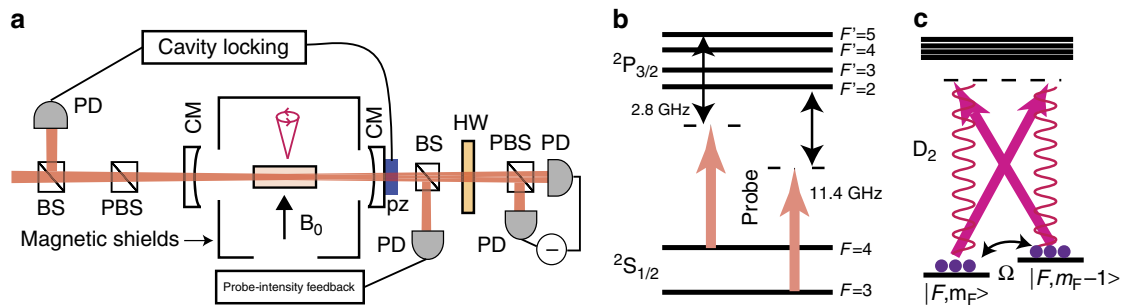 a
Cavity locking
PD
CM
CM
BS
HW
PBS
PD
BS
PBS
pz
B₀
Magnetic shields
PD
PD
−
Probe-intensity feedback
b
F'=5
F'=4
²P₃/₂
F'=3
F'=2
2.8 GHz
Probe
11.4 GHz
F=4
²S₁/₂
F=3
c
D₂
Ω
|F,m_F>
|F,m_F−1>